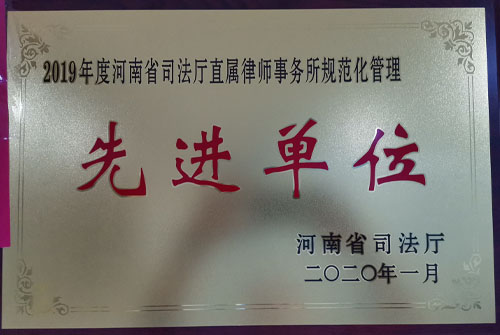 2019年度河南省司法厅直属律师事务所规范化管理
先进单位
河南省司法厅
二〇二〇年一月